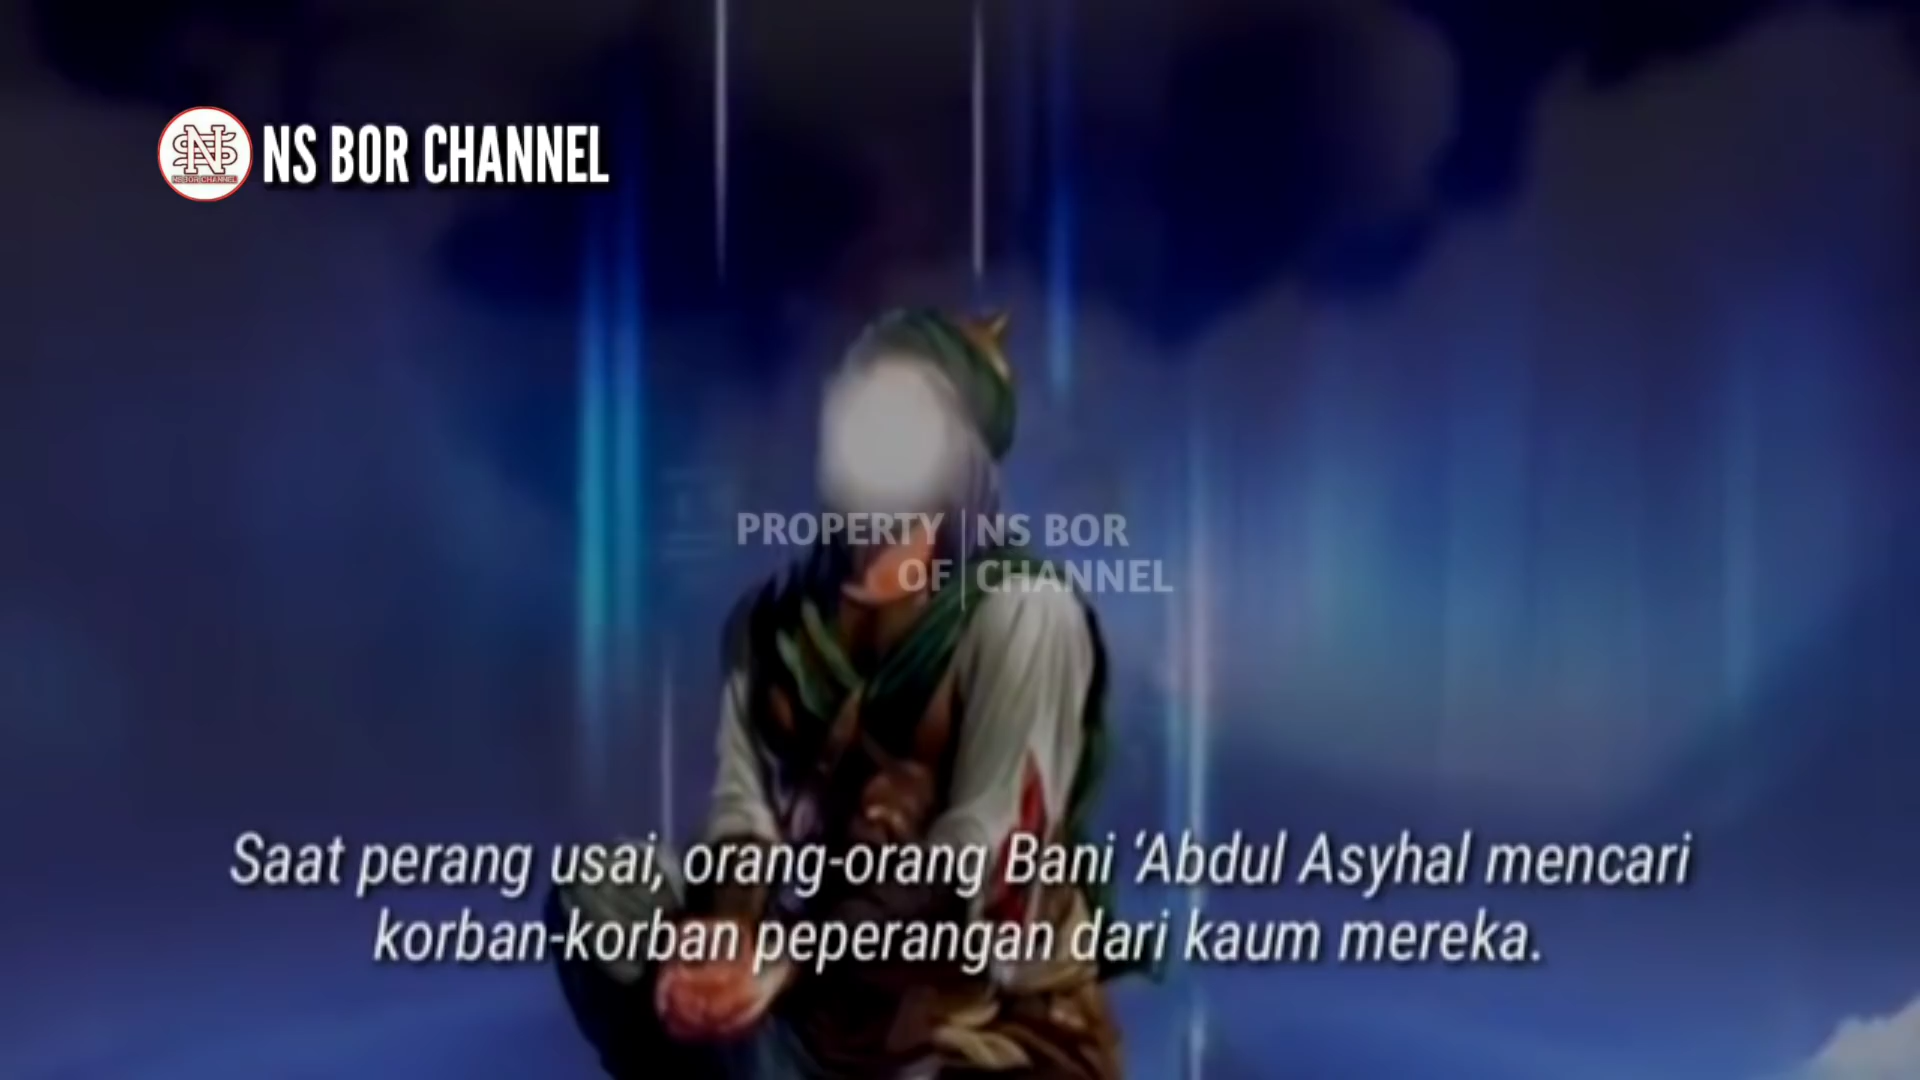 NS BOR CHANNEL
PROPERTY OF | NS BOR CHANNEL
Saat perang usai, orang-orang Bani ‘Abdul Asyhal mencari
korban-korban peperangan dari kaum mereka.